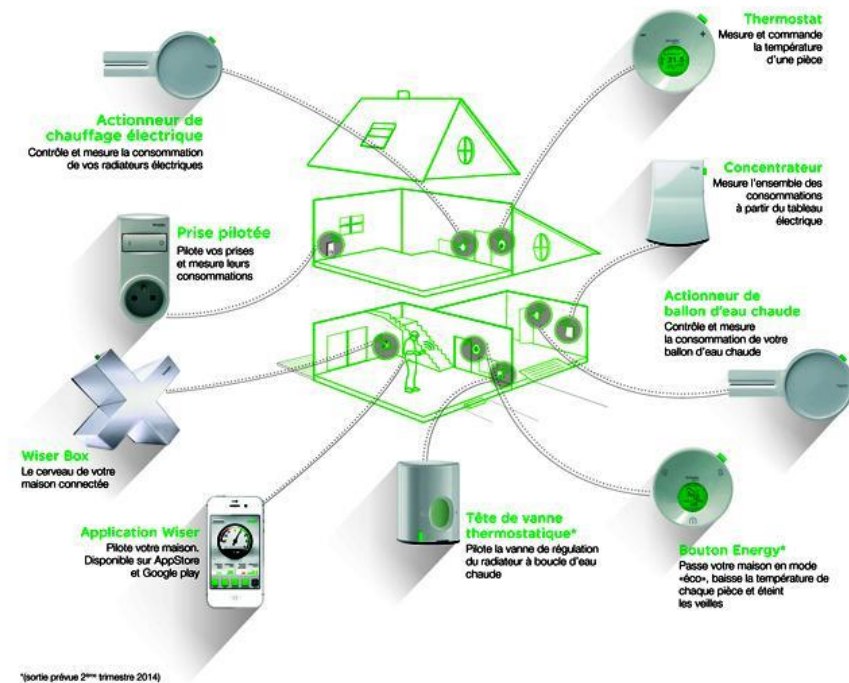 Thermostat
Mesure et commande
la température
d'une pièce
Actionneur de
chauffage électrique
Contrôle et mesure la consommation
de vos radiateurs électriques
Concentrateur
Mesure l'ensemble des
consommations
à partir du tableau
électrique
Prise pilotée
Pilote vos prises
et mesure leurs
consommations
Actionneur de
ballon d'eau chaude
Contrôle et mesure
la consommation de votre
ballon d'eau chaude
Wiser Box
Le cerveau de votre
maison connectée
Application Wiser
Pilote votre maison.
Disponible sur AppStore
et Google play
Tête de vanne
thermostatique*
Pilote la vanne de régulation
du radiateur à boucle d'eau
chaude
Bouton Energy*
Passe votre maison en mode
«éco», baisse la température de
chaque pièce et éteint
les veilles
*(sortie prévue 2ème trimestre 2014)